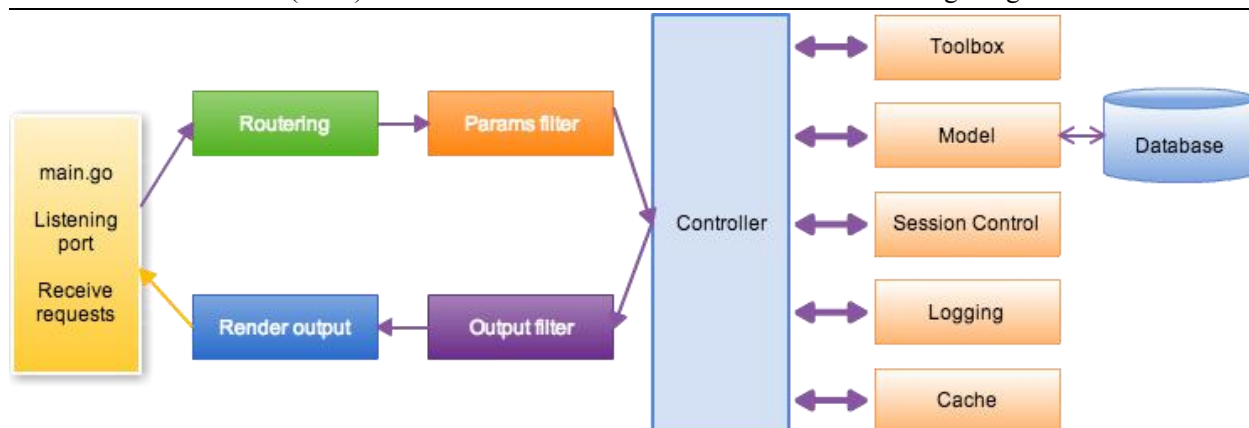 Toolbox
Routering
Params filter
main.go
Model
Database
Listening
port
Controller
Session Control
Receive
requests
Render output
Output filter
Logging
Cache